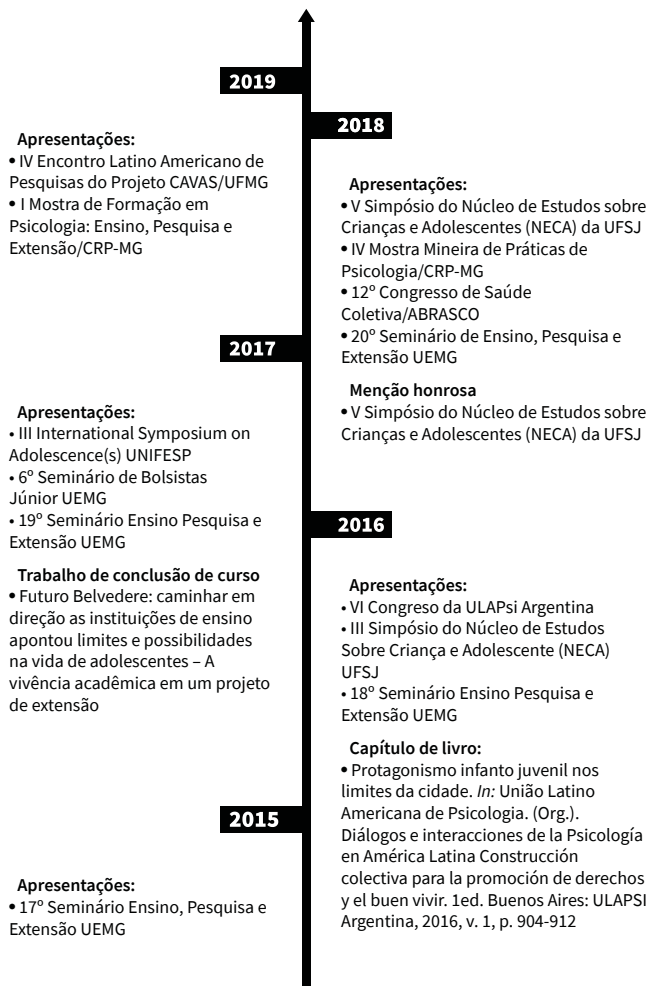 2019
Apresentações:
• IV Encontro Latino Americano de
Pesquisas do Projeto CAVAS/UFMG
• I Mostra de Formação em
Psicologia: Ensino, Pesquisa e
Extensão/CRP-MG
2018
Apresentações:
• V Simpósio do Núcleo de Estudos sobre
Crianças e Adolescentes (NECA) da UFSJ
• IV Mostra Mineira de Práticas de
Psicologia/CRP-MG
• 12º Congresso de Saúde
Coletiva/ABRASCO
• 20º Seminário de Ensino, Pesquisa e
Extensão UEMG
Menção honrosa
• V Simpósio do Núcleo de Estudos sobre
Crianças e Adolescentes (NECA) da UFSJ
2017
Apresentações:
• III International Symposium on
Adolescence(s) UNIFESP
• 6º Seminário de Bolsistas
Júnior UEMG
• 19º Seminário Ensino Pesquisa e
Extensão UEMG
Trabalho de conclusão de curso
• Futuro Belvedere: caminhar em
direção as instituições de ensino
apontou limites e possibilidades
na vida de adolescentes – A
vivência acadêmica em um projeto
de extensão
2016
Apresentações:
• VI Congreso da ULAPsi Argentina
• III Simpósio do Núcleo de Estudos
Sobre Criança e Adolescente (NECA)
UFSJ
• 18º Seminário Ensino Pesquisa e
Extensão UEMG
Capítulo de livro:
• Protagonismo infanto juvenil nos
limites da cidade. In: União Latino
Americana de Psicologia. (Org.).
Diálogos e interacciones de la Psicología
en América Latina Construcción
colectiva para la promoción de derechos
y el buen vivir. 1ed. Buenos Aires: ULAPSI
Argentina, 2016, v. 1, p. 904-912
2015
Apresentações:
• 17º Seminário Ensino, Pesquisa e
Extensão UEMG